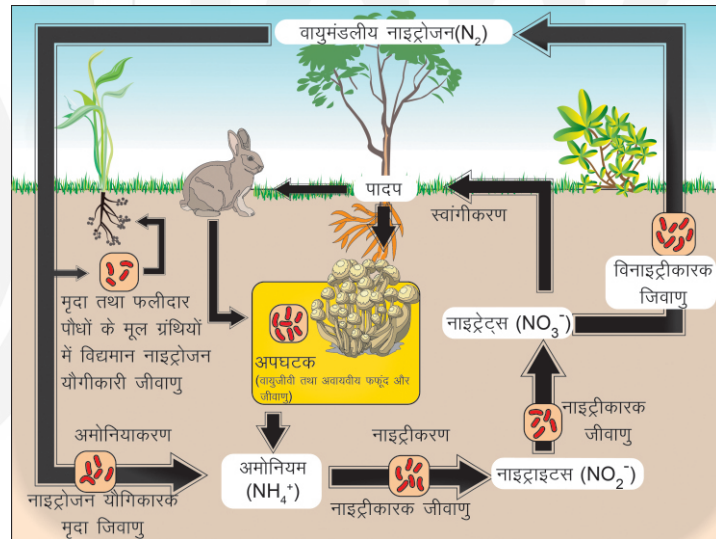 वायुमंडलीय नाइट्रोजन(N₂)
पादप
स्वांगीकरण
विनाइट्रीकारक
जिवाणु
मृदा तथा फलीदार
पौधों के मूल ग्रंथियों
में विद्यमान नाइट्रोजन
यौगीकारी जीवाणु
नाइट्रेट्स (NO₃⁻)
अपघटक
(वायुजीवी तथा अवायवीय फफूंद और
जीवाणु)
नाइट्रीकारक
जीवाणु
अमोनियाकरण
नाइट्रीकरण
अमोनियम
(NH₄⁺)
नाइट्राइटस (NO₂⁻)
नाइट्रोजन यौगिकारक
मृदा जिवाणु
नाइट्रीकारक जीवाणु